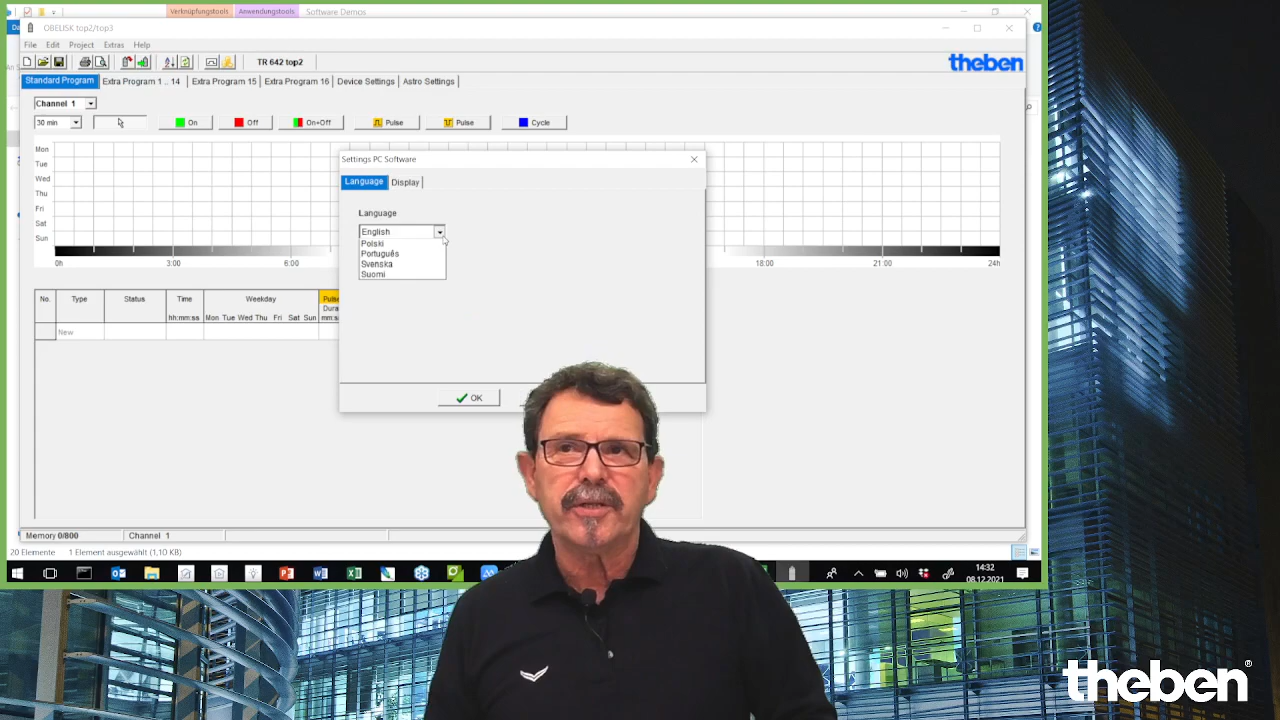 Verknüpfungstools Anwendungstools Software Demos
OBELISK top2/top3
File Edit Project Extras Help
TR 642 top2
theben
Standard Program Extra Program 1 .. 14 Extra Program 15 Extra Program 16 Device Settings Astro Settings
Channel 1
30 min On Off On+Off Pulse Pulse Cycle
Mon
Tue
Wed
Thu
Fri
Sat
Sun
0h 3:00 6:00 18:00 21:00 24h
Settings PC Software
Language Display
Language
English
Polski
Português
Svenska
Suomi
OK
No. Type Status Time Weekday
hh:mm:ss Mon Tue Wed Thu Fri Sat Sun
New
Memory 0/800 Channel 1
20 Elemente 1 Element ausgewählt (1,10 KB)
14:32
08.12.2021
theben®